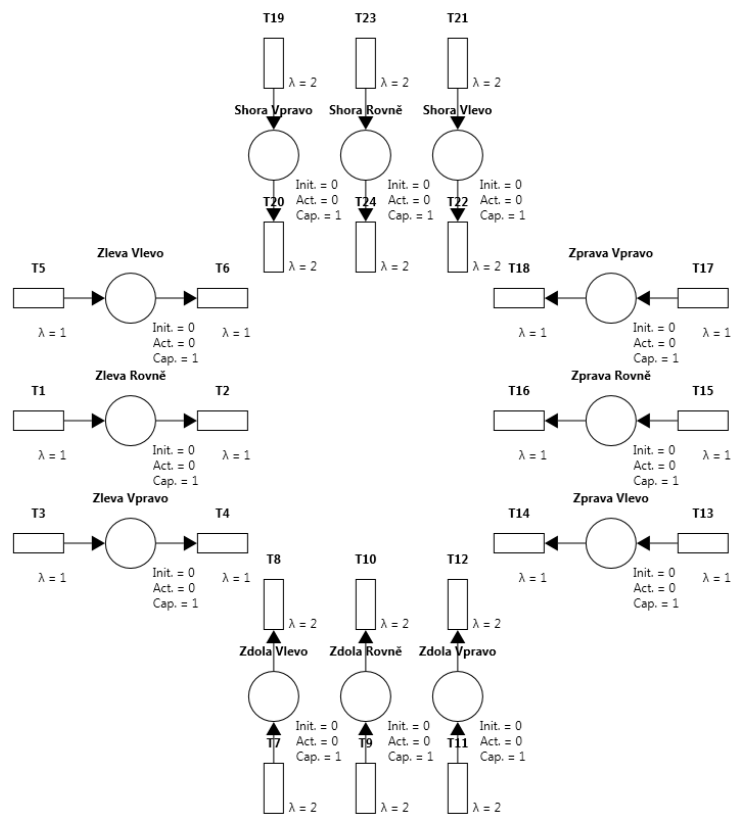 T19 T23 T21
λ = 2 λ = 2 λ = 2
Shora Vpravo Shora Rovně Shora Vlevo
Init. = 0 Init. = 0 Init. = 0
Act. = 0 Act. = 0 Act. = 0
Cap. = 1 Cap. = 1 Cap. = 1
T20 T24 T22
λ = 2 λ = 2 λ = 2
Zleva Vlevo Zprava Vpravo
T5 T6 T18 T17
λ = 1 λ = 1 λ = 1 λ = 1
Init. = 0 Init. = 0
Act. = 0 Act. = 0
Cap. = 1 Cap. = 1
Zleva Rovně Zprava Rovně
T1 T2 T16 T15
λ = 1 λ = 1 λ = 1 λ = 1
Init. = 0 Init. = 0
Act. = 0 Act. = 0
Cap. = 1 Cap. = 1
Zleva Vpravo Zprava Vlevo
T3 T4 T14 T13
λ = 1 λ = 1 λ = 1 λ = 1
Init. = 0 Init. = 0
Act. = 0 Act. = 0
Cap. = 1 Cap. = 1
T8 T10 T12
λ = 2 λ = 2 λ = 2
Zdola Vlevo Zdola Rovně Zdola Vpravo
Init. = 0 Init. = 0 Init. = 0
Act. = 0 Act. = 0 Act. = 0
Cap. = 1 Cap. = 1 Cap. = 1
T7 T9 T11
λ = 2 λ = 2 λ = 2